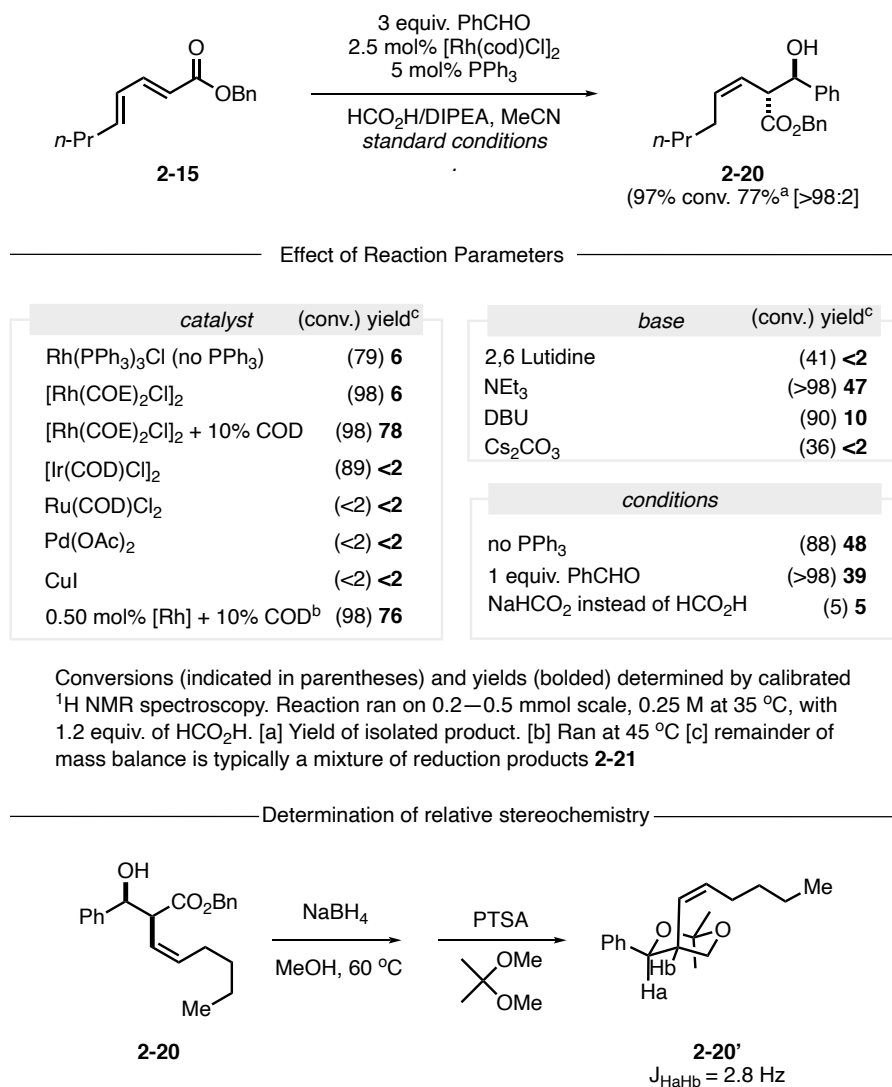 3 equiv. PhCHO
2.5 mol% [Rh(cod)Cl]2
5 mol% PPh3
HCO2H/DIPEA, MeCN
standard conditions
.
O
OBn
n-Pr
2-15
OH
Ph
CO2Bn
n-Pr
2-20
(97% conv. 77%a [>98:2]
Effect of Reaction Parameters
catalyst (conv.) yieldc
Rh(PPh3)3Cl (no PPh3) (79) 6
[Rh(COE)2Cl]2 (98) 6
[Rh(COE)2Cl]2 + 10% COD (98) 78
[Ir(COD)Cl]2 (89) <2
Ru(COD)Cl2 (<2) <2
Pd(OAc)2 (<2) <2
CuI (<2) <2
0.50 mol% [Rh] + 10% CODb (98) 76
base (conv.) yieldc
2,6 Lutidine (41) <2
NEt3 (>98) 47
DBU (90) 10
Cs2CO3 (36) <2
conditions
no PPh3 (88) 48
1 equiv. PhCHO (>98) 39
NaHCO2 instead of HCO2H (5) 5
Conversions (indicated in parentheses) and yields (bolded) determined by calibrated
1H NMR spectroscopy. Reaction ran on 0.2—0.5 mmol scale, 0.25 M at 35 oC, with
1.2 equiv. of HCO2H. [a] Yield of isolated product. [b] Ran at 45 oC [c] remainder of
mass balance is typically a mixture of reduction products 2-21
Determination of relative stereochemistry
OH
Ph
CO2Bn
Me
2-20
NaBH4
MeOH, 60 oC
PTSA
OMe
OMe
Me
Ph
O
O
Hb
Ha
2-20'
JHaHb = 2.8 Hz